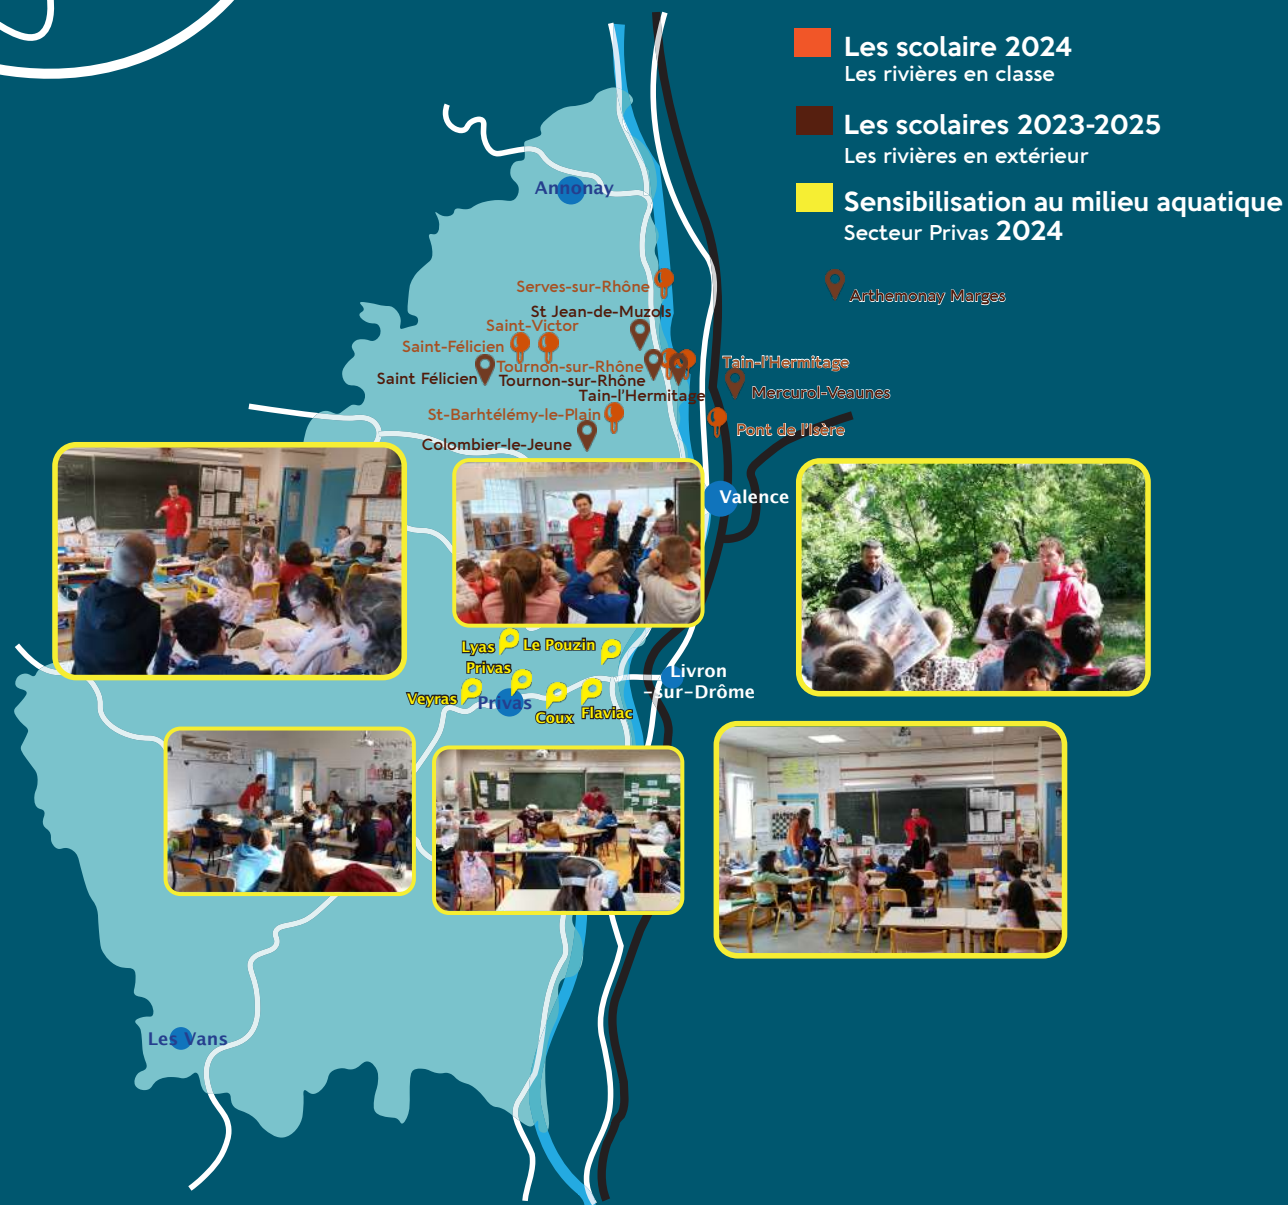 Les scolaire 2024
Les rivières en classe
Les scolaires 2023-2025
Les rivières en extérieur
Sensibilisation au milieu aquatique
Secteur Privas 2024
Annonay
Serves-sur-Rhône
Arthemonay Marges
St Jean-de-Muzols
Saint-Victor
Saint-Félicien
Tournon-sur-Rhône
Tain-l'Hermitage
Saint Félicien
Tournon-sur-Rhône
Mercurol-Veaunes
Tain-l'Hermitage
St-Barhtélémy-le-Plain
Pont de l'Isère
Colombier-le-Jeune
Valence
Lyas
Le Pouzin
Privas
Livron
-sur-Drôme
Veyras
Privas
Coux
Flaviac
Les Vans